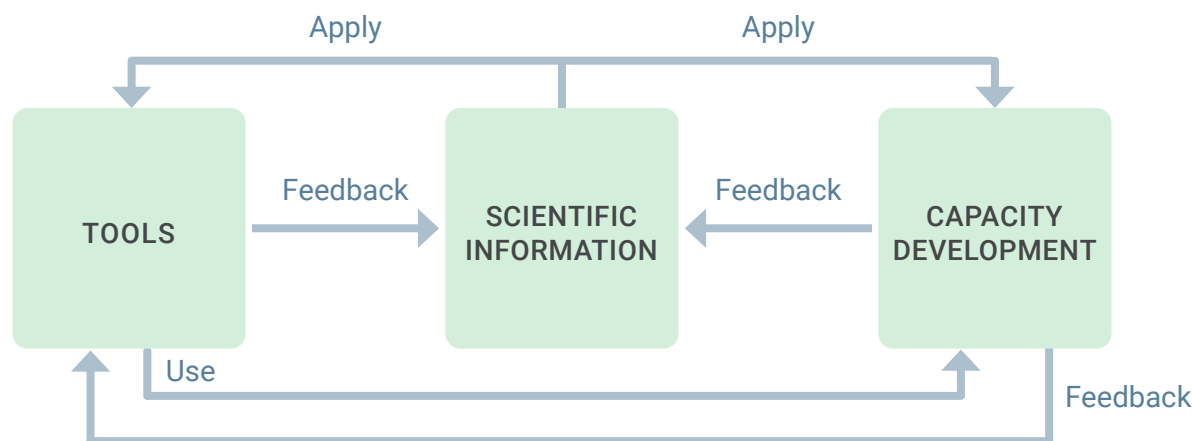 Apply
Apply
TOOLS
Feedback
SCIENTIFIC
INFORMATION
Feedback
CAPACITY
DEVELOPMENT
Use
Feedback